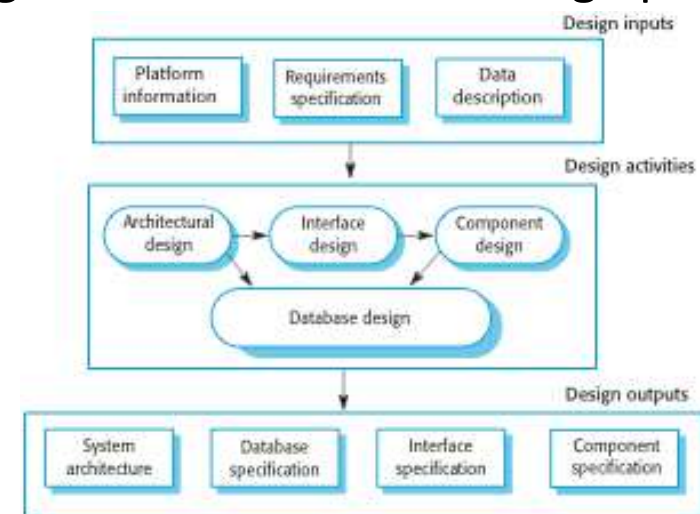 Design inputs
Platform
information
Requirements
specification
Data
description
Design activities
Architectural
design
Interface
design
Component
design
Database design
Design outputs
System
architecture
Database
specification
Interface
specification
Component
specification